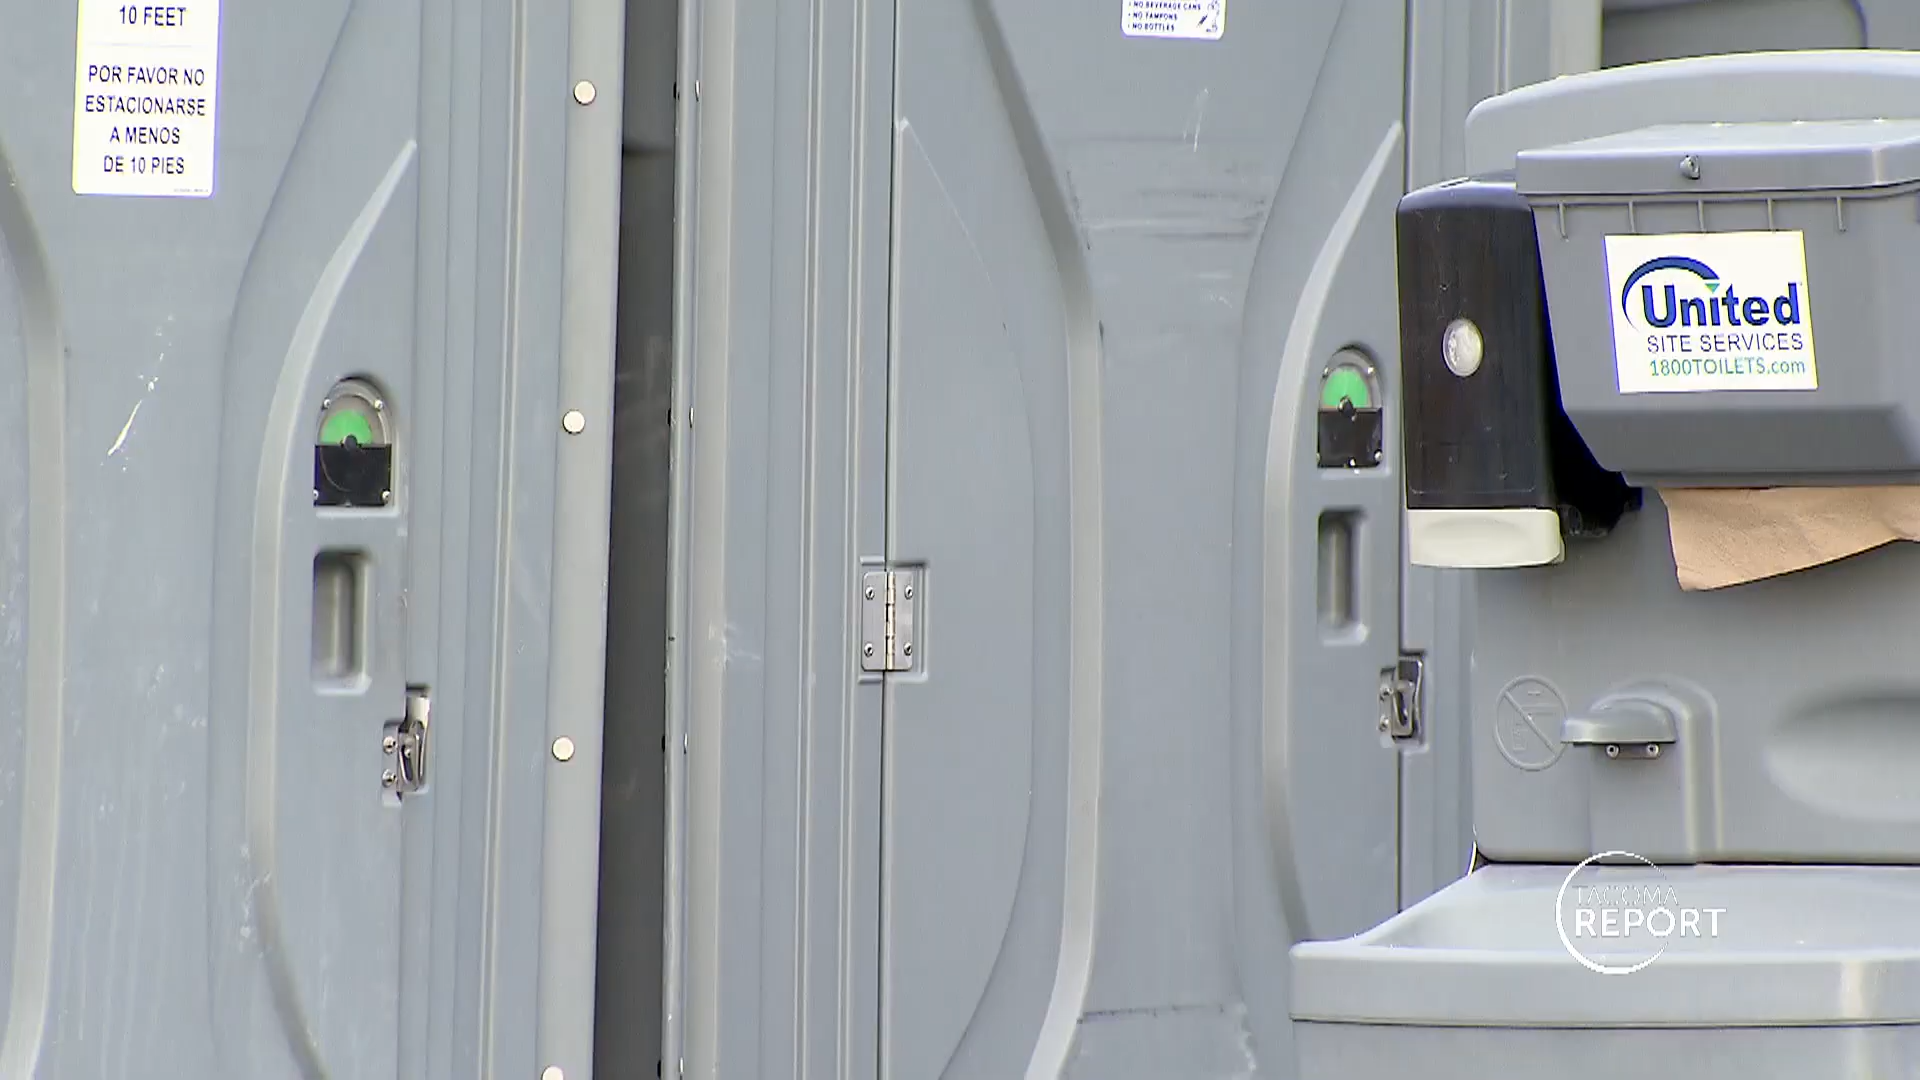 10 FEET
POR FAVOR NO
ESTACIONARSE
A MENOS
DE 10 PIES
• NO BEVERAGE CANS
• NO TAMPONS
• NO BOTTLES
United
SITE SERVICES
1800TOILETS.com
TACOMA
REPORT